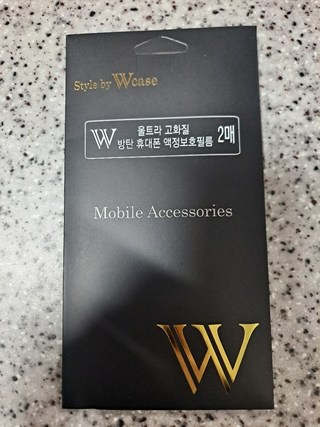 Style by Wcase
W 울트라 고화질
방탄 휴대폰 액정보호필름 2매
Mobile Accessories
W